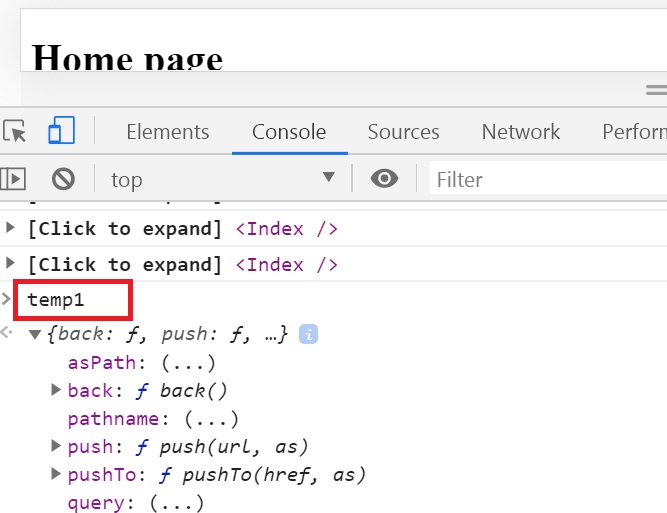 Home page
Elements Console Sources Network Perform
top Filter
[Click to expand] <Index />
[Click to expand] <Index />
> temp1
{back: ƒ, push: ƒ, …} i
asPath: (...)
back: ƒ back()
pathname: (...)
push: ƒ push(url, as)
pushTo: ƒ pushTo(href, as)
query: (...)